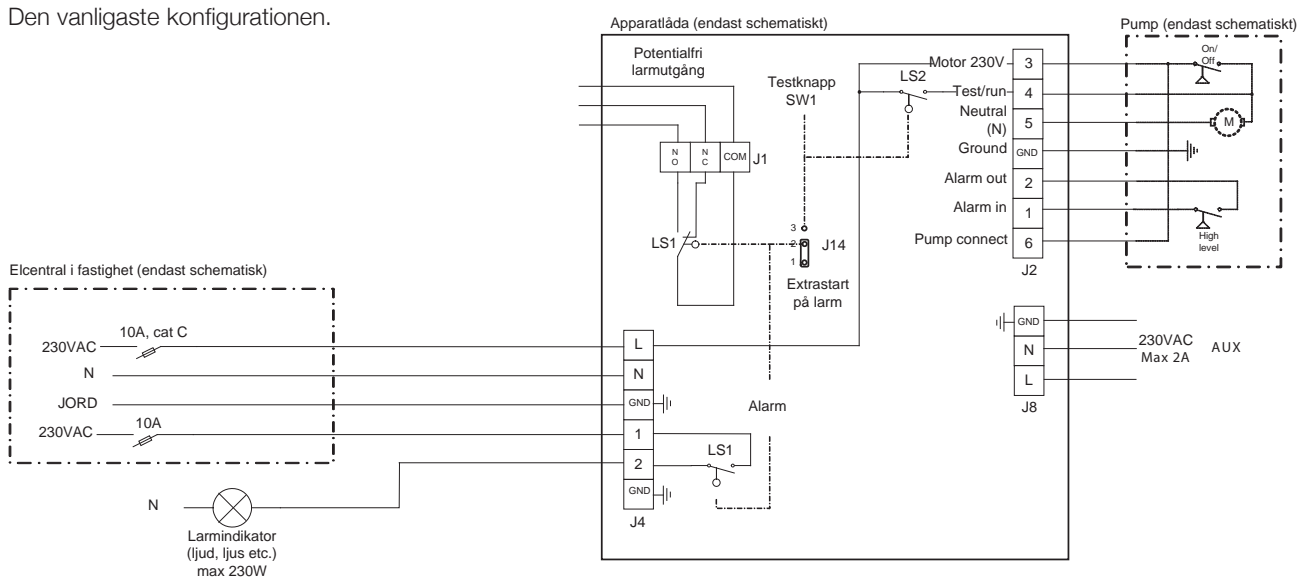 Den vanligaste konfigurationen.
Apparatlåda (endast schematiskt)
Pump (endast schematiskt)
Potentialfri
larmutgång
Testknapp
SW1
LS2
Motor 230V
3
Test/run
4
Neutral
(N)
5
Ground
GND
Alarm out
2
Alarm in
1
Pump connect
6
J2
On/
Off
M
High
level
NO
NC
COM
J1
LS1
3
2
1
J14
Extrastart
på larm
Elcentral i fastighet (endast schematisk)
230VAC
10A, cat C
N
JORD
230VAC
10A
L
N
GND
1
2
GND
J4
Alarm
LS1
GND
N
L
J8
230VAC
Max 2A
AUX
N
Larmindikator
(ljud, ljus etc.)
max 230W